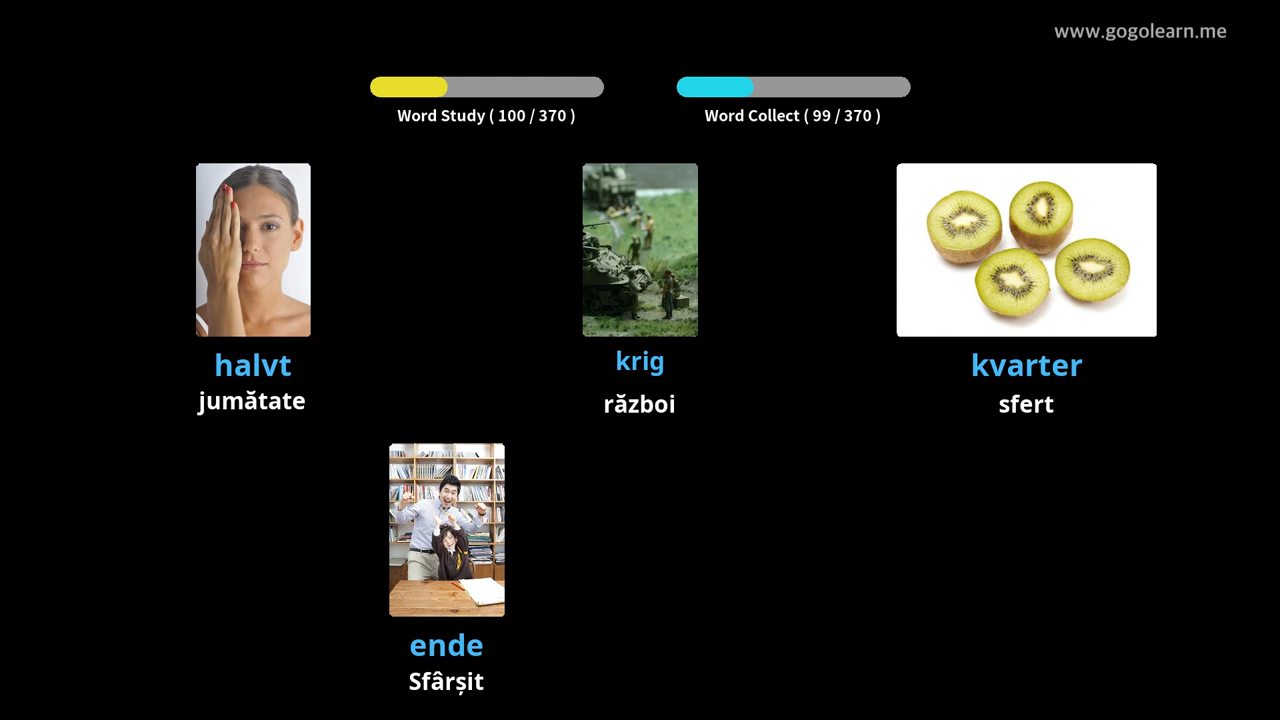 www.gogolearn.me
Word Study ( 100 / 370 )
Word Collect ( 99 / 370 )
halvt
jumătate
krig
război
kvarter
sfert
ende
Sfârșit